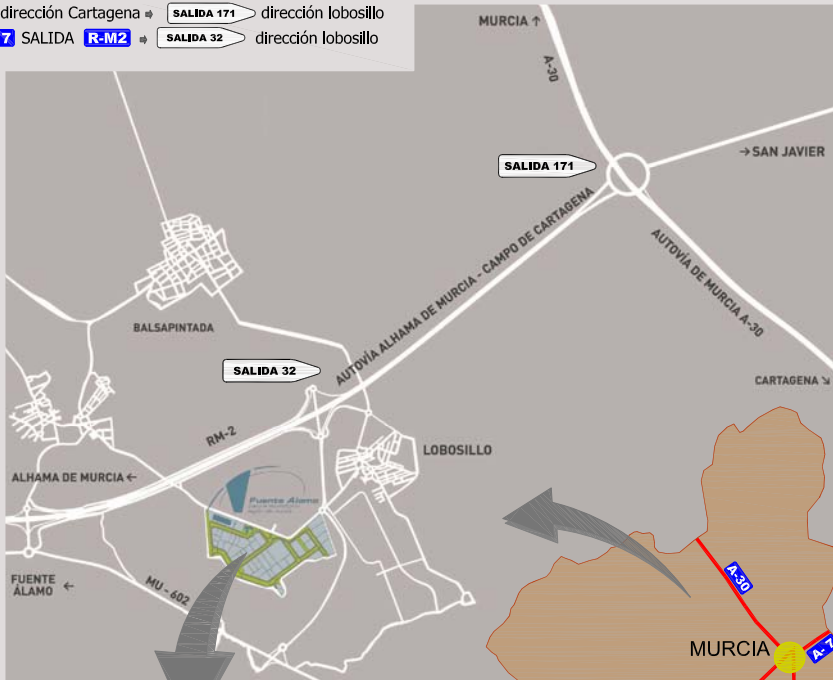 dirección Cartagena ➧ SALIDA 171 dirección lobosillo
7 SALIDA R-M2 ➧ SALIDA 32 dirección lobosillo
MURCIA ↑
A-30
SALIDA 171
→ SAN JAVIER
AUTOVÍA ALHAMA DE MURCIA - CAMPO DE CARTAGENA
AUTOVÍA DE MURCIA A-30
BALSAPINTADA
SALIDA 32
CARTAGENA ↘
RM-2
LOBOSILLO
ALHAMA DE MURCIA ←
Fuente Álamo
A-30
FUENTE
ÁLAMO ←
MU - 602
MURCIA
A-7